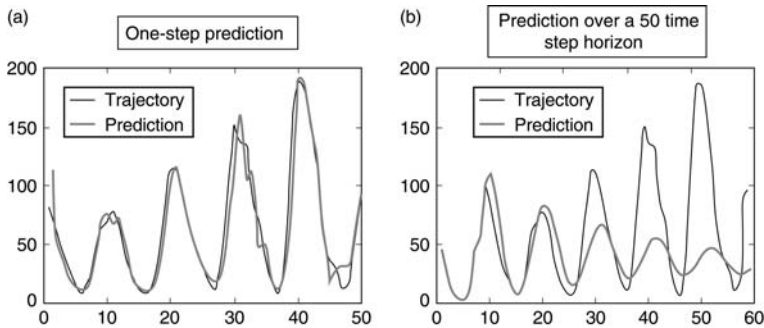 (a)
One-step prediction
200
150
100
50
0
Trajectory
Prediction
0 10 20 30 40 50
(b)
Prediction over a 50 time
step horizon
200
150
100
50
0
Trajectory
Prediction
0 10 20 30 40 50 60